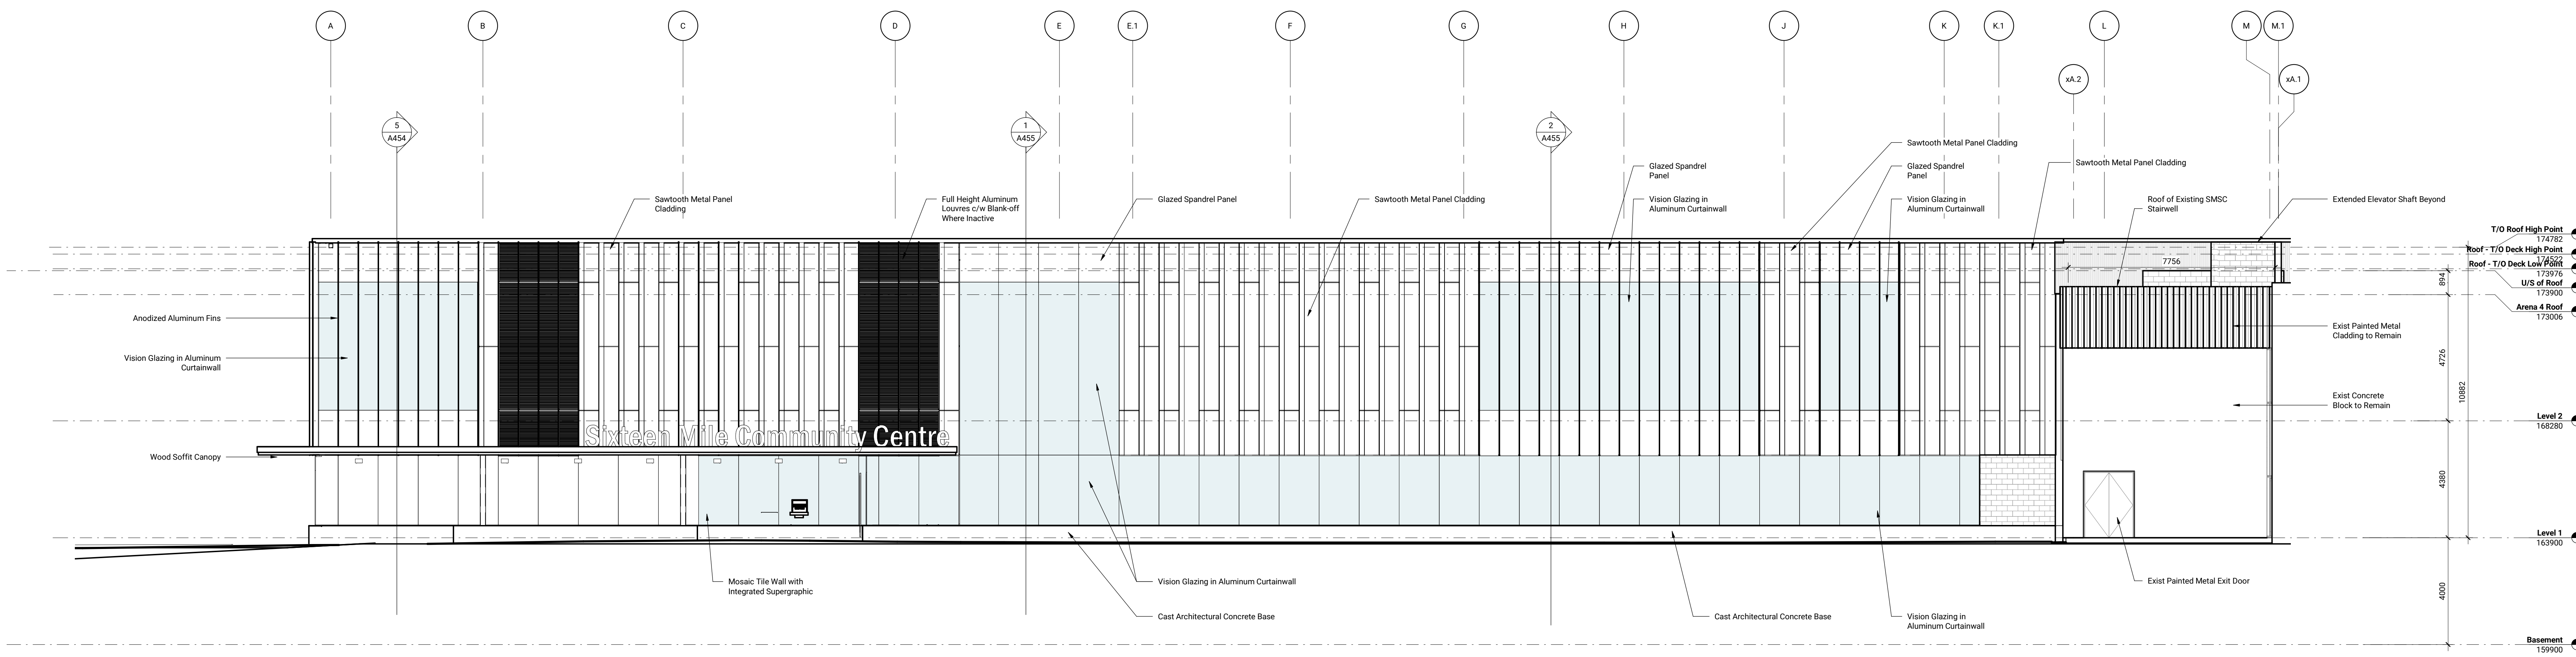 A
B
C
D
E
E.1
F
G
H
J
K
K.1
L
M
M.1
xA.2
xA.1
5
A454
1
A455
2
A455
Sawtooth Metal Panel Cladding
Glazed Spandrel
Panel
Glazed Spandrel
Panel
Sawtooth Metal Panel Cladding
Sawtooth Metal Panel
Cladding
Full Height Aluminum
Louvres c/w Blank-off
Where Inactive
Glazed Spandrel Panel
Sawtooth Metal Panel Cladding
Vision Glazing in
Aluminum Curtainwall
Vision Glazing in
Aluminum Curtainwall
Roof of Existing SMSC
Stairwell
Extended Elevator Shaft Beyond
T/O Roof High Point
174782
Roof - T/O Deck High Point
174522
Roof - T/O Deck Low Point
173976
U/S of Roof
173900
Arena 4 Roof
173006
7756
894
4726
10882
4380
4000
Anodized Aluminum Fins
Vision Glazing in Aluminum
Curtainwall
Exist Painted Metal
Cladding to Remain
Exist Concrete
Block to Remain
Level 2
168280
Sixteen Mile Community Centre
Wood Soffit Canopy
Level 1
163900
Mosaic Tile Wall with
Integrated Supergraphic
Vision Glazing in Aluminum Curtainwall
Exist Painted Metal Exit Door
Cast Architectural Concrete Base
Cast Architectural Concrete Base
Vision Glazing in
Aluminum Curtainwall
Basement
159900